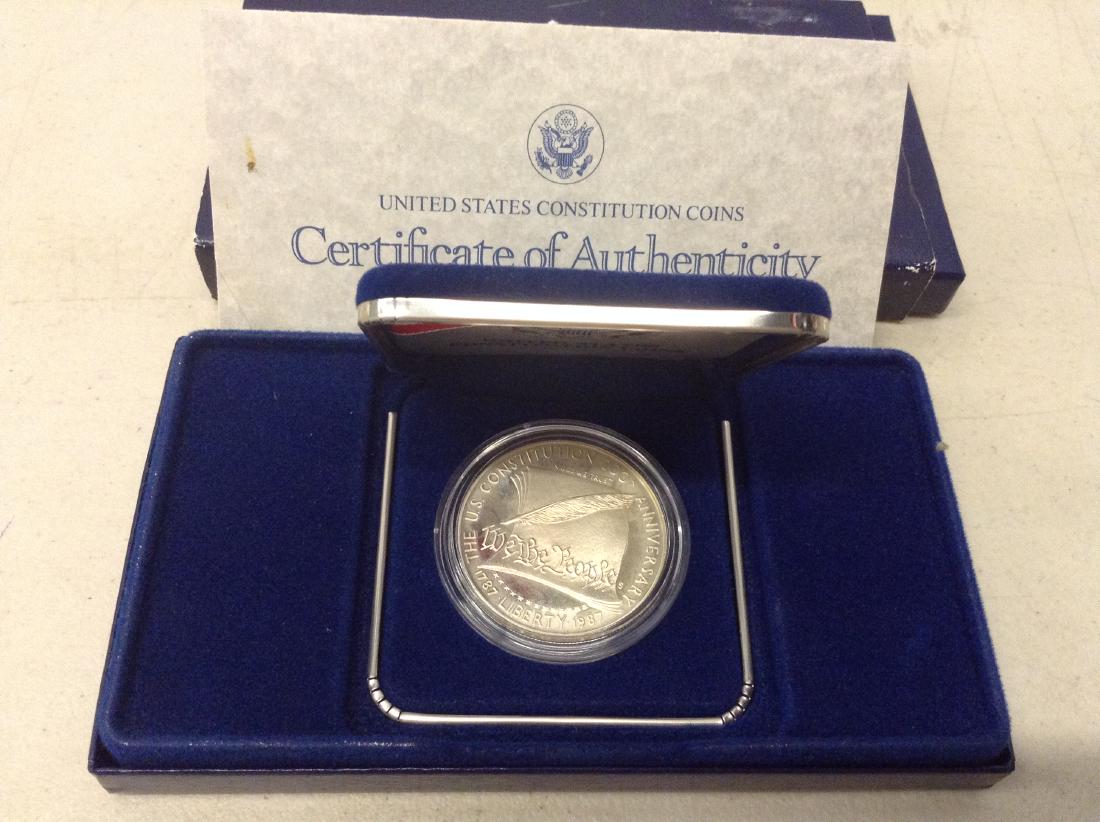 UNITED STATES CONSTITUTION COINS
Certificate of Authenticity
THE U.S. CONSTITUTION
ANNIVERSARY
We the People
S
1787 LIBERTY 1987